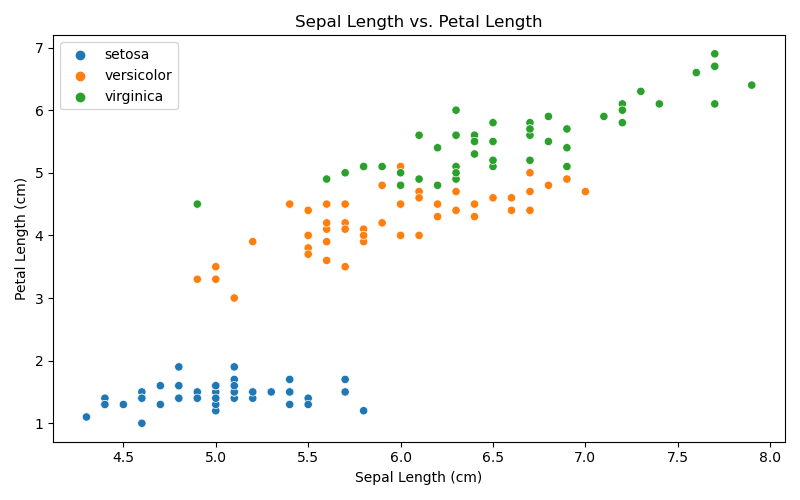 Sepal Length vs. Petal Length
setosa
versicolor
virginica
7
6
5
4
3
2
1
Petal Length (cm)
4.5 5.0 5.5 6.0 6.5 7.0 7.5 8.0
Sepal Length (cm)